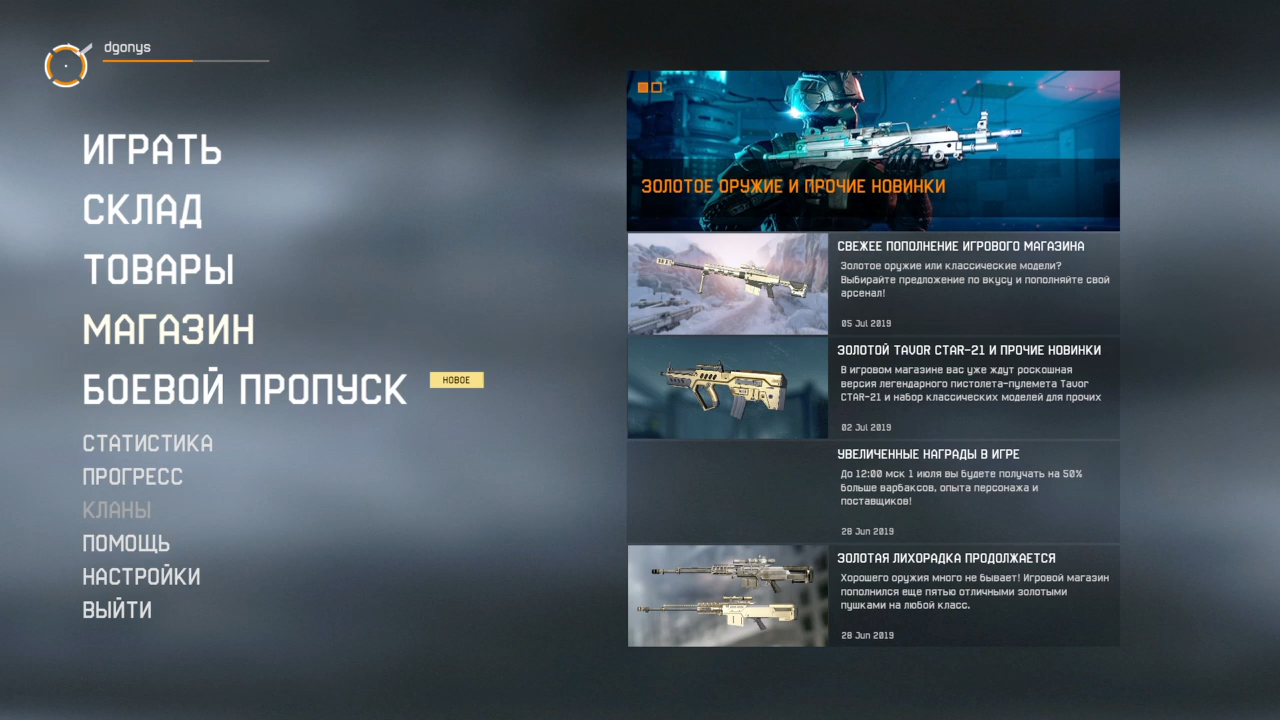 dgonys
ИГРАТЬ
СКЛАД
ТОВАРЫ
МАГАЗИН
БОЕВОЙ ПРОПУСК
НОВОЕ
СТАТИСТИКА
ПРОГРЕСС
КЛАНЫ
ПОМОЩЬ
НАСТРОЙКИ
ВЫЙТИ
ЗОЛОТОЕ ОРУЖИЕ И ПРОЧИЕ НОВИНКИ
СВЕЖЕЕ ПОПОЛНЕНИЕ ИГРОВОГО МАГАЗИНА
Золотое оружие или классические модели?
Выбирайте предложение по вкусу и пополняйте свой
арсенал!
05 Jul 2019
ЗОЛОТОЙ TAVOR CTAR-21 И ПРОЧИЕ НОВИНКИ
В игровом магазине вас уже ждут роскошная
версия легендарного пистолета-пулемета Tavor
CTAR-21 и набор классических моделей для прочих
02 Jul 2019
УВЕЛИЧЕННЫЕ НАГРАДЫ В ИГРЕ
До 12:00 мск 1 июля вы будете получать на 50%
больше варбаксов, опыта персонажа и
поставщиков!
28 Jun 2019
ЗОЛОТАЯ ЛИХОРАДКА ПРОДОЛЖАЕТСЯ
Хорошего оружия много не бывает! Игровой магазин
пополнился еще пятью отличными золотыми
пушками на любой класс.
28 Jun 2019